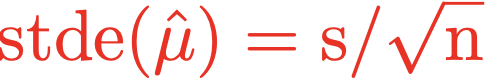 stde(μ̂) = s/√n